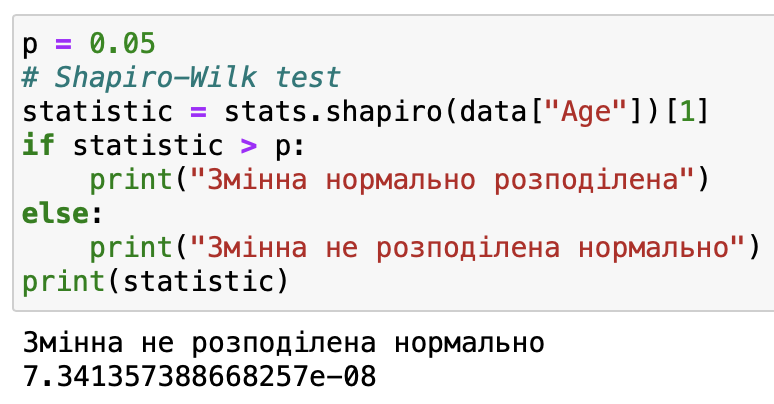 p = 0.05
# Shapiro-Wilk test
statistic = stats.shapiro(data["Age"])[1]
if statistic > p:
    print("Змінна нормально розподілена")
else:
    print("Змінна не розподілена нормально")
print(statistic)
Змінна не розподілена нормально
7.341357388668257e-08